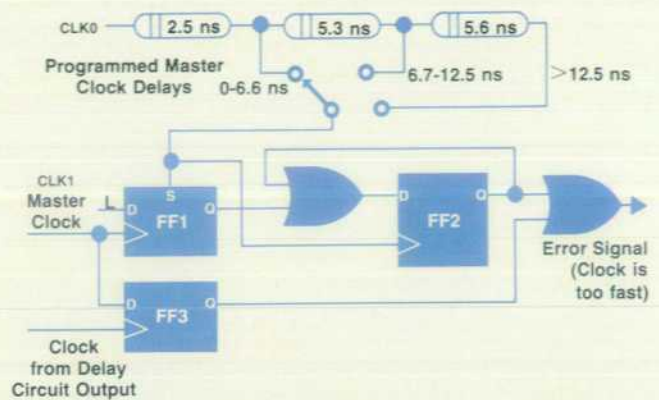 CLK0
2.5 ns
5.3 ns
5.6 ns
Programmed Master
Clock Delays
0-6.6 ns
6.7-12.5 ns
>12.5 ns
CLK1
Master
Clock
L
D
S
Q
FF1
D
Q
FF2
Error Signal
(Clock is
too fast)
D
Q
FF3
Clock
from Delay
Circuit Output